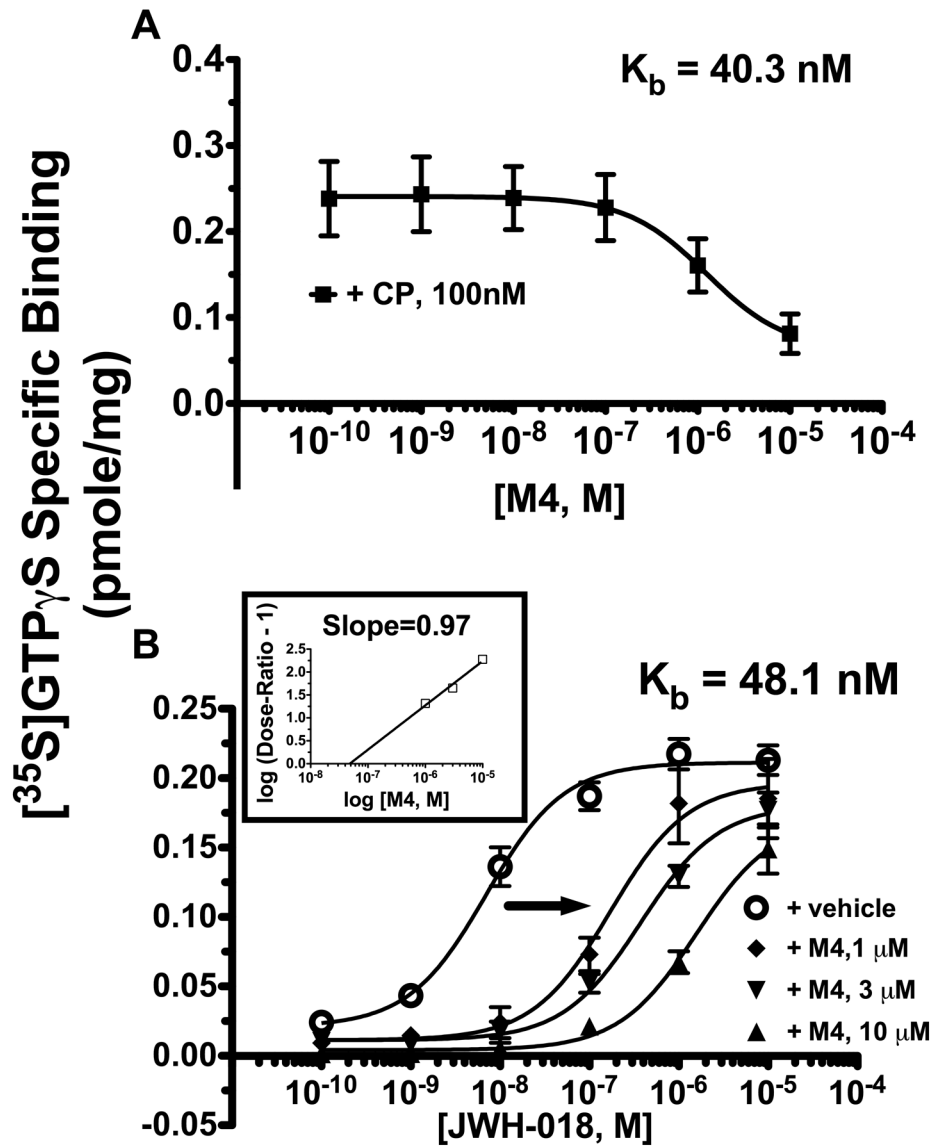 A
K_b = 40.3 nM
[³⁵S]GTPγS Specific Binding
(pmole/mg)
0.4
0.3
0.2
0.1
0.0
+ CP, 100nM
10⁻¹⁰ 10⁻⁹ 10⁻⁸ 10⁻⁷ 10⁻⁶ 10⁻⁵ 10⁻⁴
[M4, M]
B
Slope=0.97
log (Dose-Ratio - 1)
2.5
2.0
1.5
1.0
0.5
0.0
10⁻⁸ 10⁻⁷ 10⁻⁶ 10⁻⁵
log [M4, M]
K_b = 48.1 nM
0.25
0.20
0.15
0.10
0.05
0.00
-0.05
+ vehicle
+ M4,1 μM
+ M4, 3 μM
+ M4, 10 μM
10⁻¹⁰ 10⁻⁹ 10⁻⁸ 10⁻⁷ 10⁻⁶ 10⁻⁵ 10⁻⁴
[JWH-018, M]